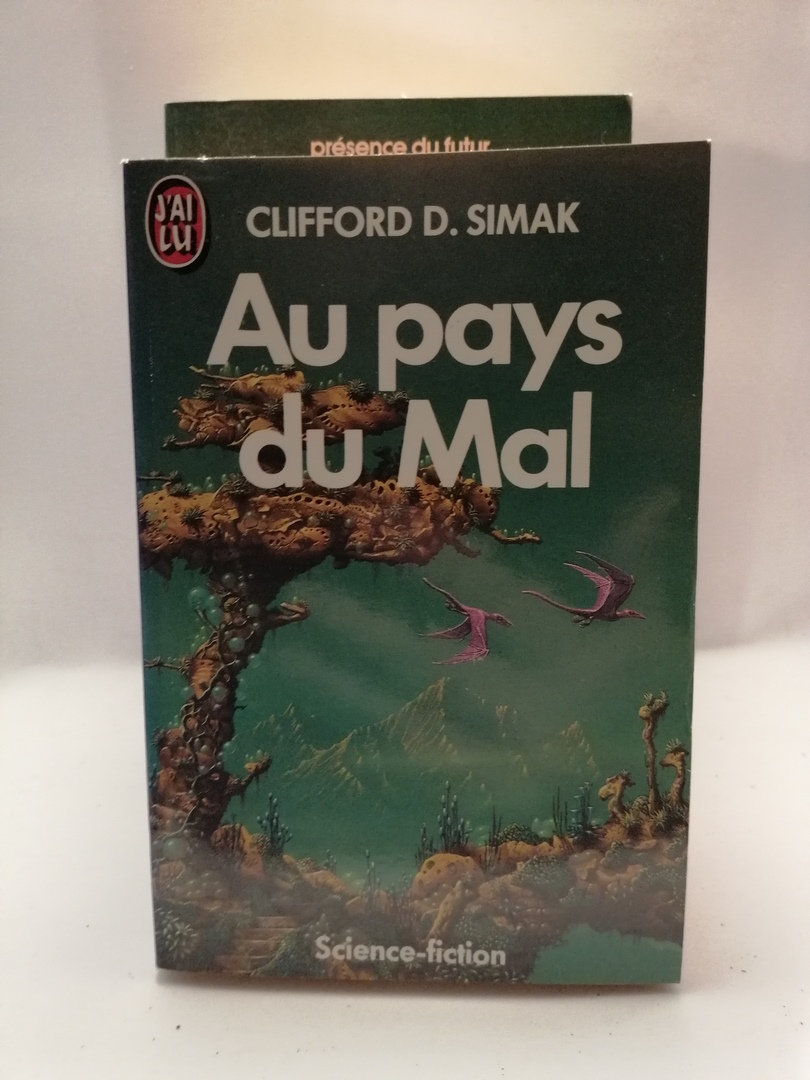 présence du futur
J'AI
LU
CLIFFORD D. SIMAK
Au pays
du Mal
Science-fiction